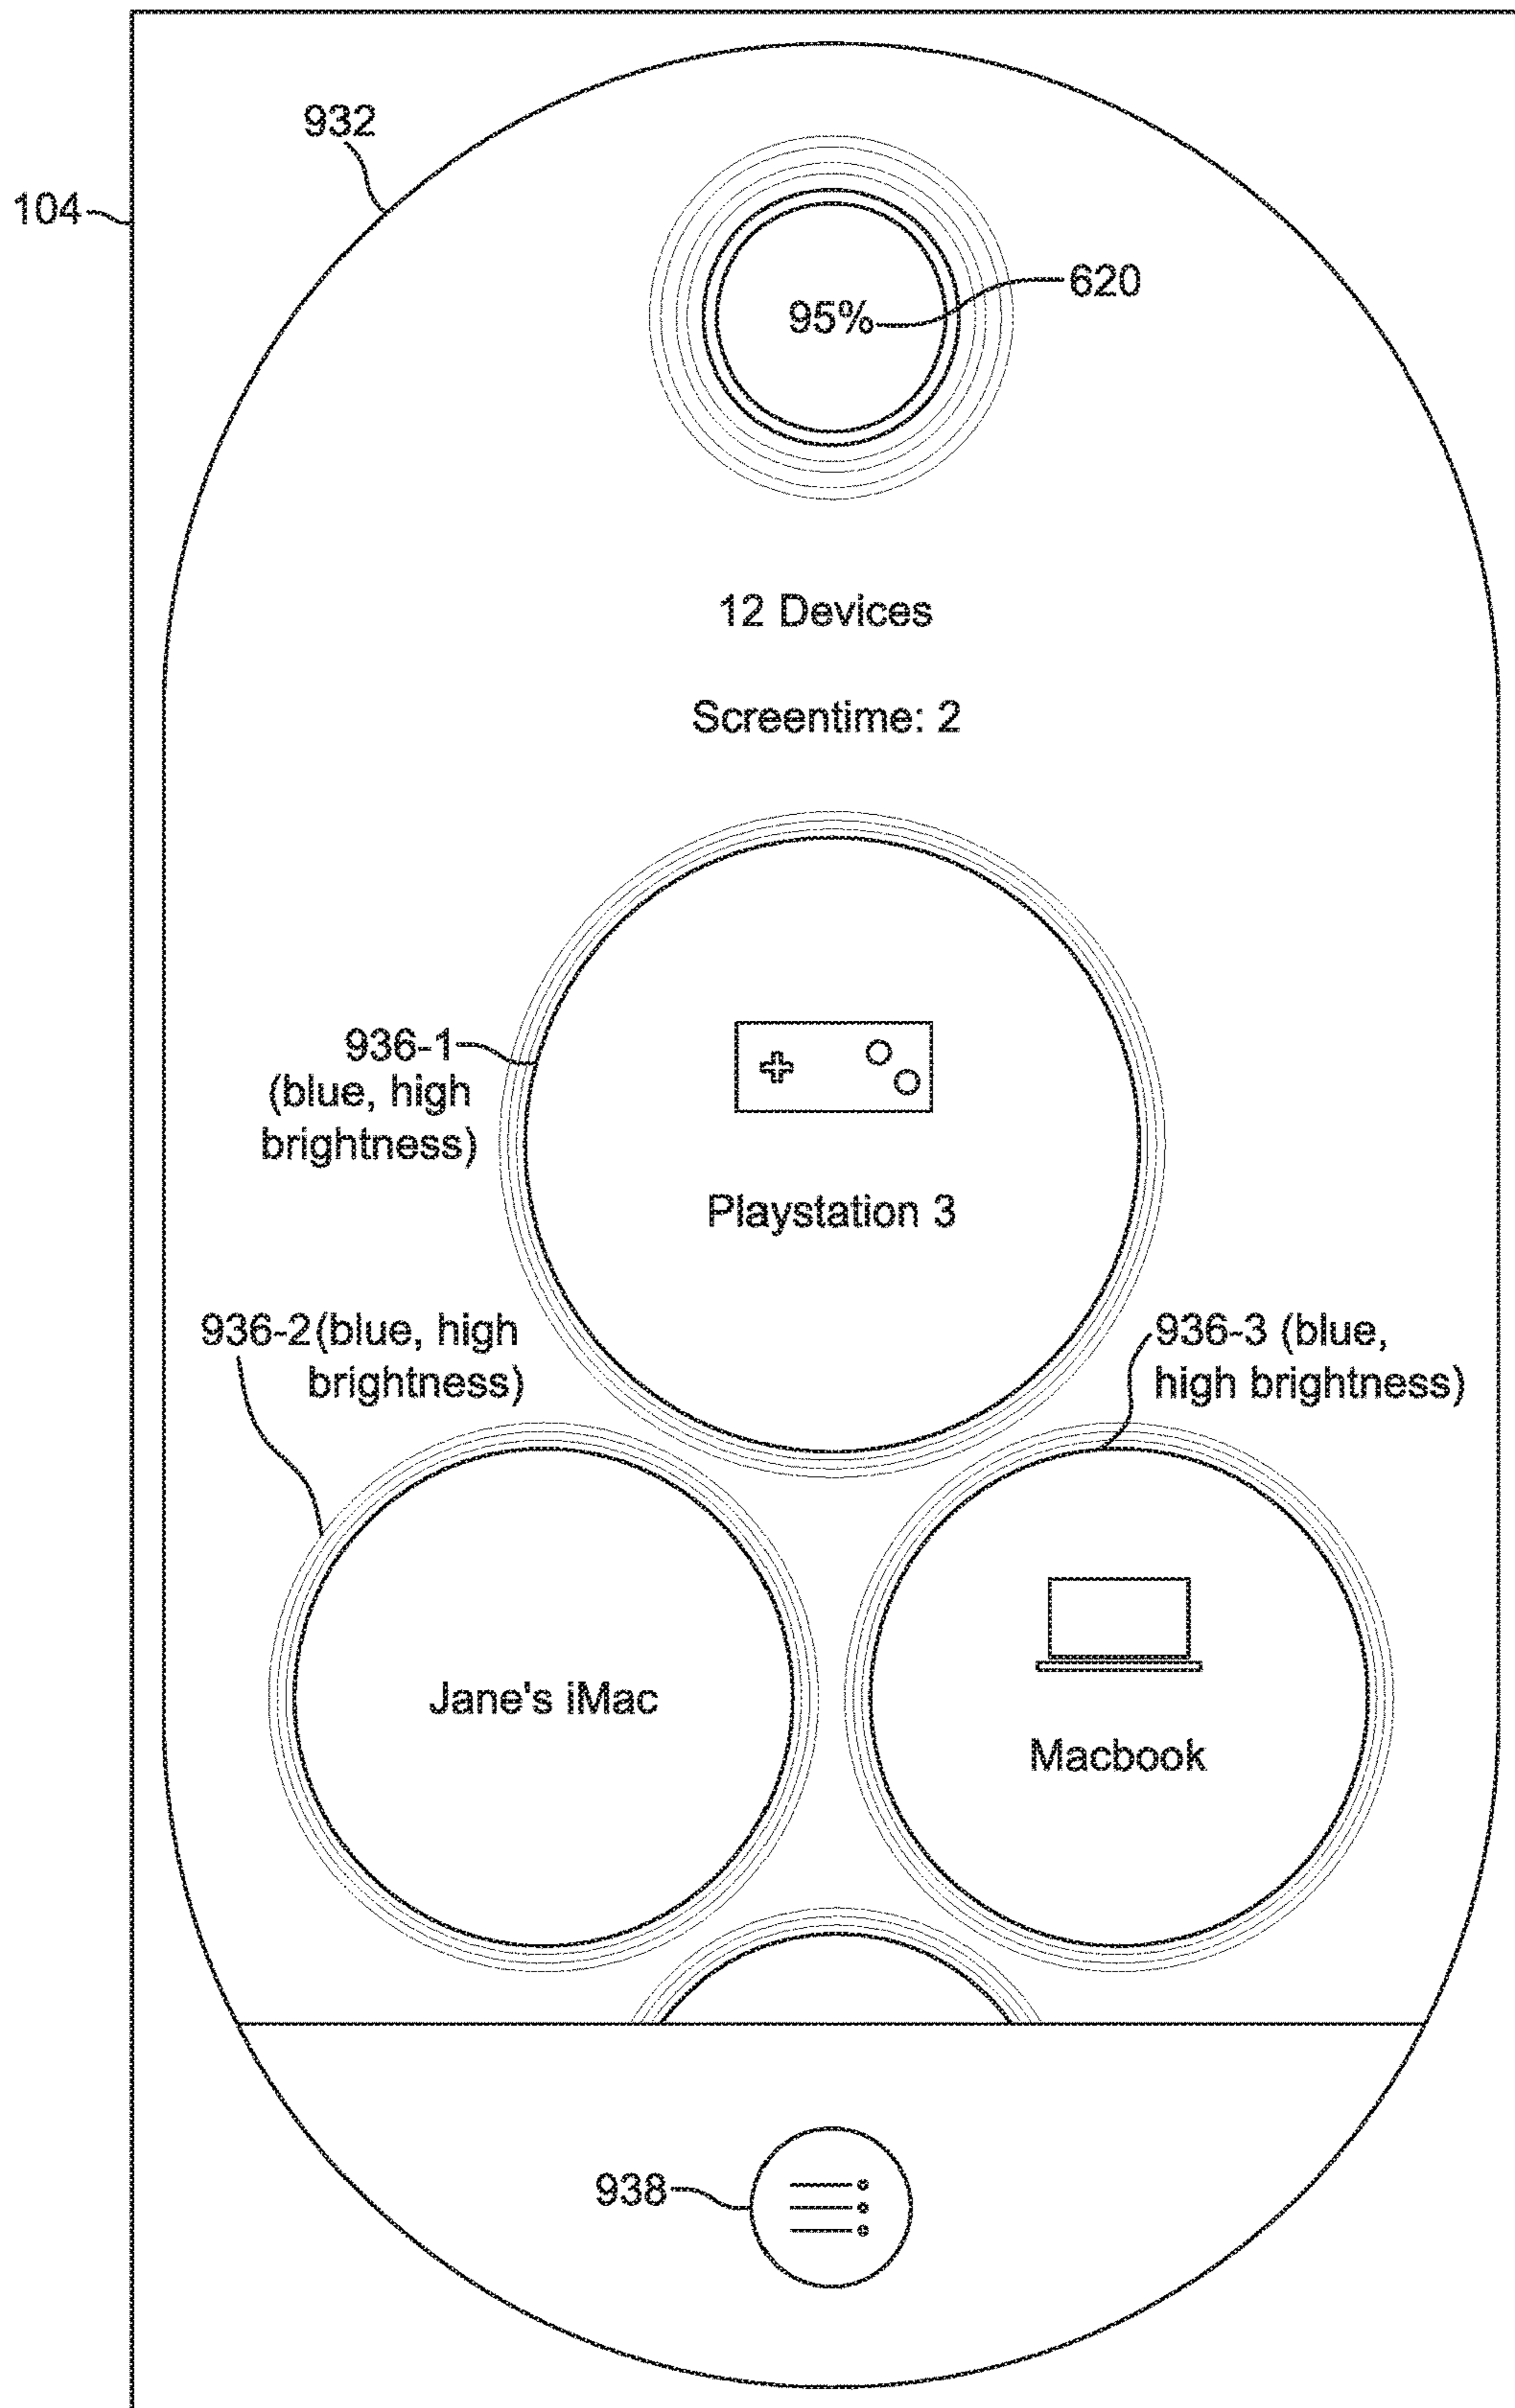 932
104
95%
620
12 Devices
Screentime: 2
936-1
(blue, high
brightness)
Playstation 3
936-2(blue, high
brightness)
936-3 (blue,
high brightness)
Jane's iMac
Macbook
938